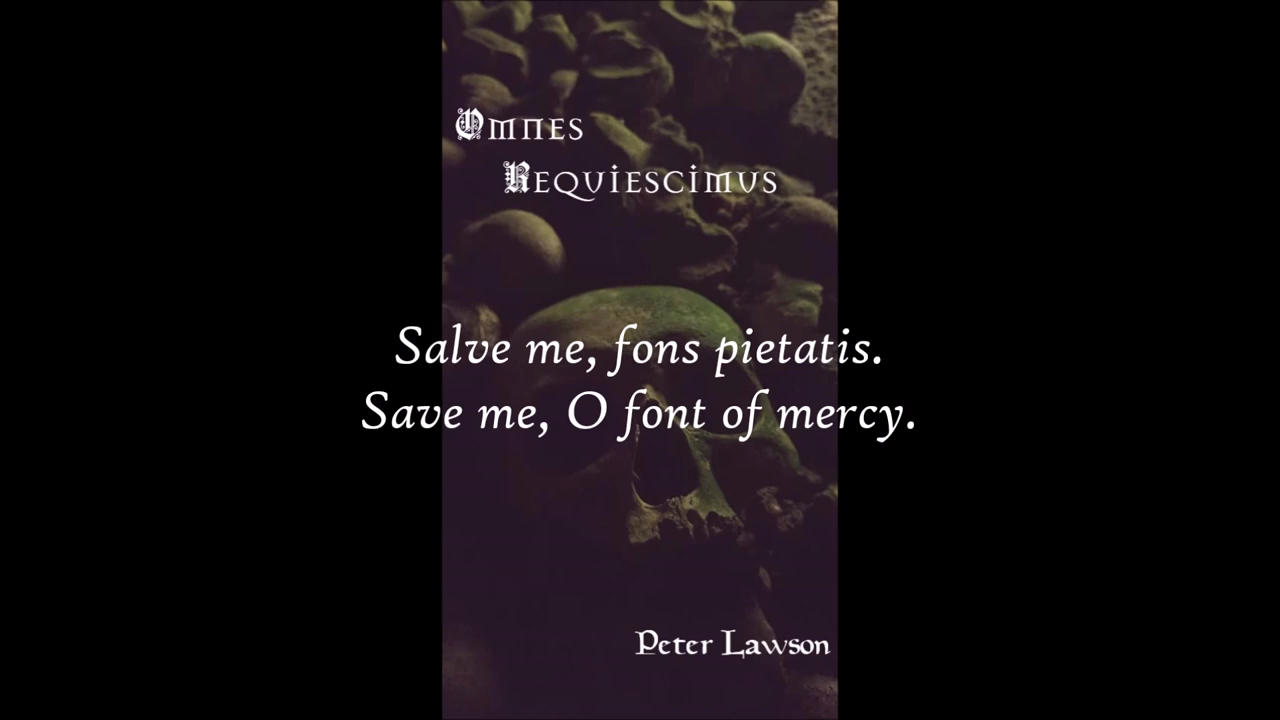 Omnes
Requiescimus
Salve me, fons pietatis.
Save me, O font of mercy.
Peter Lawson